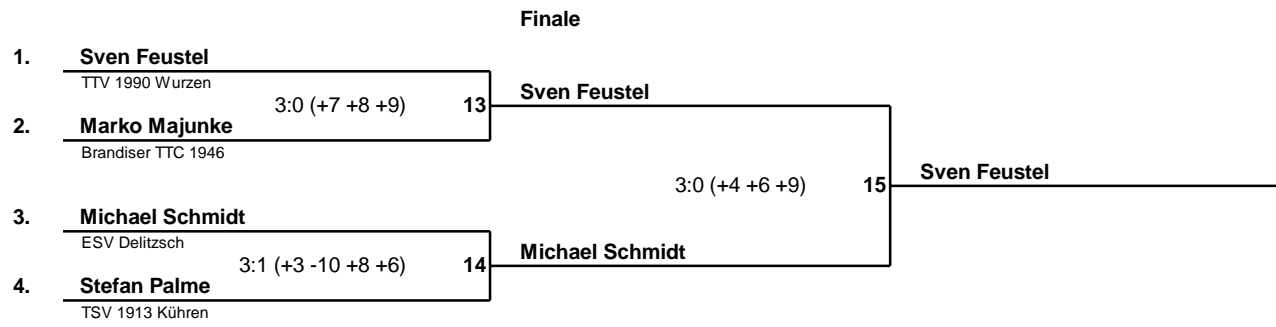 Finale
1. Sven Feustel
TTV 1990 Wurzen
3:0 (+7 +8 +9) 13 Sven Feustel
2. Marko Majunke
Brandiser TTC 1946
3:0 (+4 +6 +9) 15 Sven Feustel
3. Michael Schmidt
ESV Delitzsch
3:1 (+3 -10 +8 +6) 14 Michael Schmidt
4. Stefan Palme
TSV 1913 Kühren